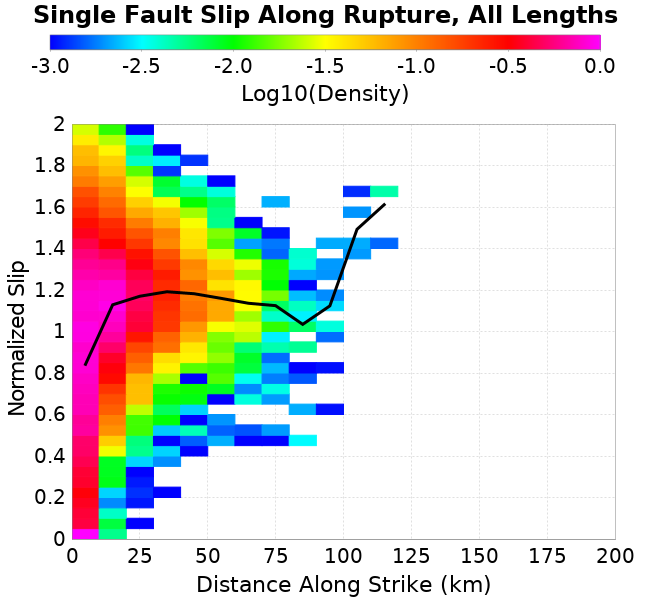 Single Fault Slip Along Rupture, All Lengths
-3.0 -2.5 -2.0 -1.5 -1.0 -0.5 0.0
Log10(Density)
2
1.8
1.6
1.4
1.2
1
0.8
0.6
0.4
0.2
0
Normalized Slip
0 25 50 75 100 125 150 175 200
Distance Along Strike (km)